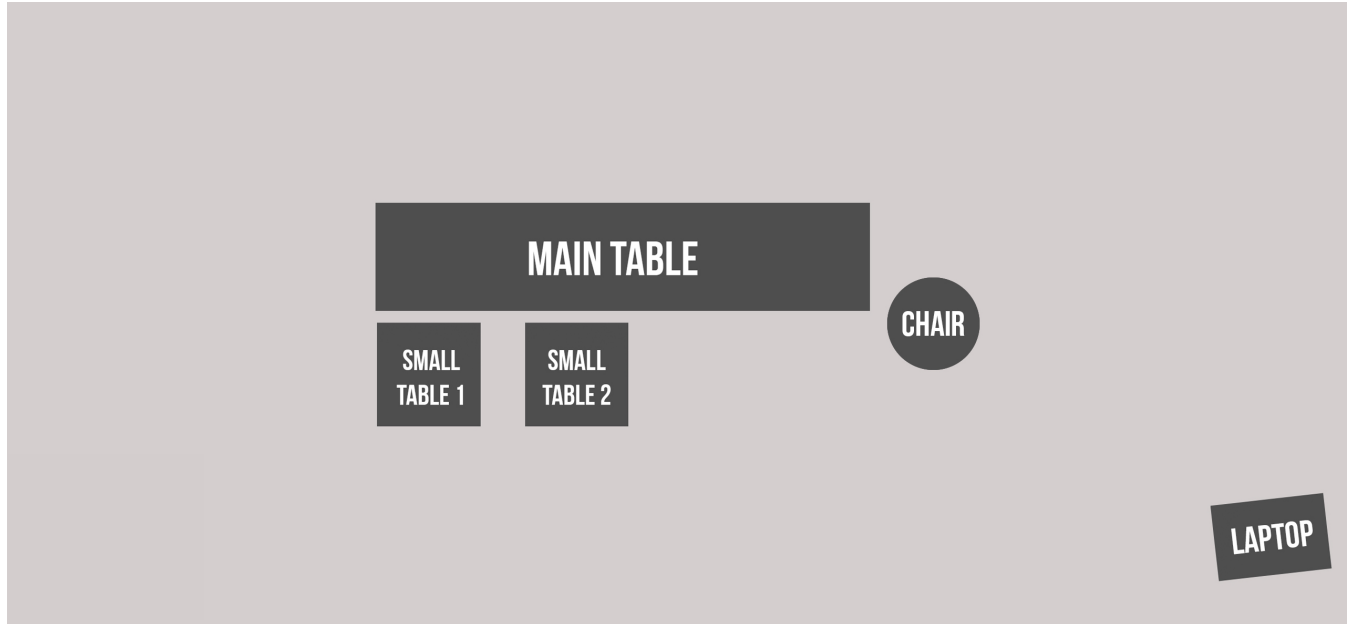 MAIN TABLE
CHAIR
SMALL
TABLE 1
SMALL
TABLE 2
LAPTOP